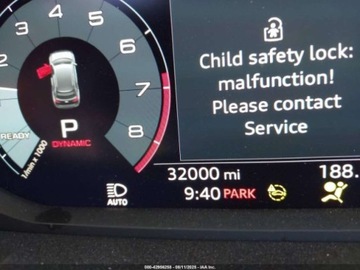 2
3
4
5
6
7
8
READY
1/min x 1000
P
DYNAMIC
Child safety lock:
malfunction!
Please contact
Service
AUTO
32000 mi
188.
9:40 PARK